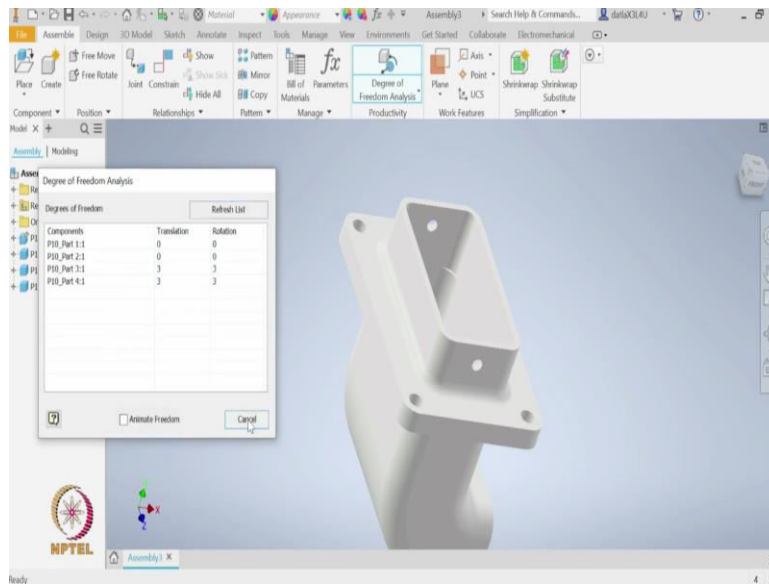 Material Appearance fx Assembly3 Search Help & Commands...
File Assemble Design 3D Model Sketch Annotate Inspect Tools Manage View Environments Get Started Collaborate Electromechanical
Place Create Free Move Joint Constrain Show Pattern Bill of Parameters Degree of Plane Axis Shrinkwrap Shrinkwrap
Free Rotate Show Sick Mirror Materials Freedom Analysis Point Substitute
Hide All Copy UCS
Component Position Relationships Pattern Manage Productivity Work Features Simplification
Model X +
Assembly | Modeling
Degree of Freedom Analysis
Degrees of Freedom Refresh List
Components Translation Rotation
P10_Part 1:1 0 0
P10_Part 2:1 0 0
P10_Part 3:1 3 3
P10_Part 4:1 3 3
Animate Freedom Cancel
FRONT
X
Z
NPTEL
Assembly3 X
Ready 4